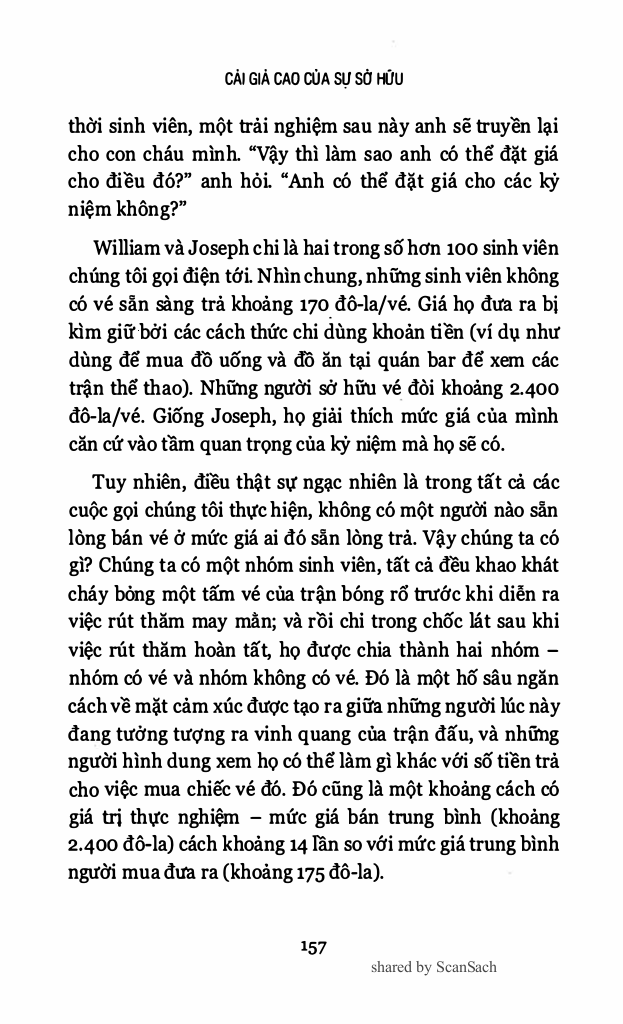 CÁI GIÁ CAO CỦA SỰ SỞ HỮU
thời sinh viên, một trải nghiệm sau này anh sẽ truyền lại
cho con cháu mình. “Vậy thì làm sao anh có thể đặt giá
cho điều đó?” anh hỏi. “Anh có thể đặt giá cho các kỷ
niệm không?”
William và Joseph chỉ là hai trong số hơn 100 sinh viên
chúng tôi gọi điện tới. Nhìn chung, những sinh viên không
có vé sẵn sàng trả khoảng 170 đô-la/vé. Giá họ đưa ra bị
kìm giữ bởi các cách thức chi dùng khoản tiền (ví dụ như
dùng để mua đồ uống và đồ ăn tại quán bar để xem các
trận thể thao). Những người sở hữu vé đòi khoảng 2.400
đô-la/vé. Giống Joseph, họ giải thích mức giá của mình
căn cứ vào tầm quan trọng của kỷ niệm mà họ sẽ có.
Tuy nhiên, điều thật sự ngạc nhiên là trong tất cả các
cuộc gọi chúng tôi thực hiện, không có một người nào sẵn
lòng bán vé ở mức giá ai đó sẵn lòng trả. Vậy chúng ta có
gì? Chúng ta có một nhóm sinh viên, tất cả đều khao khát
cháy bỏng một tấm vé của trận bóng rổ trước khi diễn ra
việc rút thăm may mắn; và rồi chỉ trong chốc lát sau khi
việc rút thăm hoàn tất, họ được chia thành hai nhóm –
nhóm có vé và nhóm không có vé. Đó là một hố sâu ngăn
cách về mặt cảm xúc được tạo ra giữa những người lúc này
đang tưởng tượng ra vinh quang của trận đấu, và những
người hình dung xem họ có thể làm gì khác với số tiền trả
cho việc mua chiếc vé đó. Đó cũng là một khoảng cách có
giá trị thực nghiệm – mức giá bán trung bình (khoảng
2.400 đô-la) cách khoảng 14 lần so với mức giá trung bình
người mua đưa ra (khoảng 175 đô-la).
157
shared by ScanSach